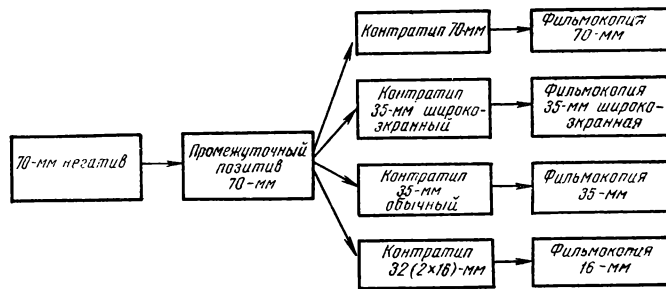 70-мм негатив
Промежуточный
позитив
70-мм
Контратип 70-мм
Фильмокопия
70-мм
Контратип
35-мм широко-
экранный
Фильмокопия
35-мм широко-
экранная
Контратип
35-мм
обычный
Фильмокопия
35-мм
Контратип
32(2×16)-мм
Фильмокопия
16-мм